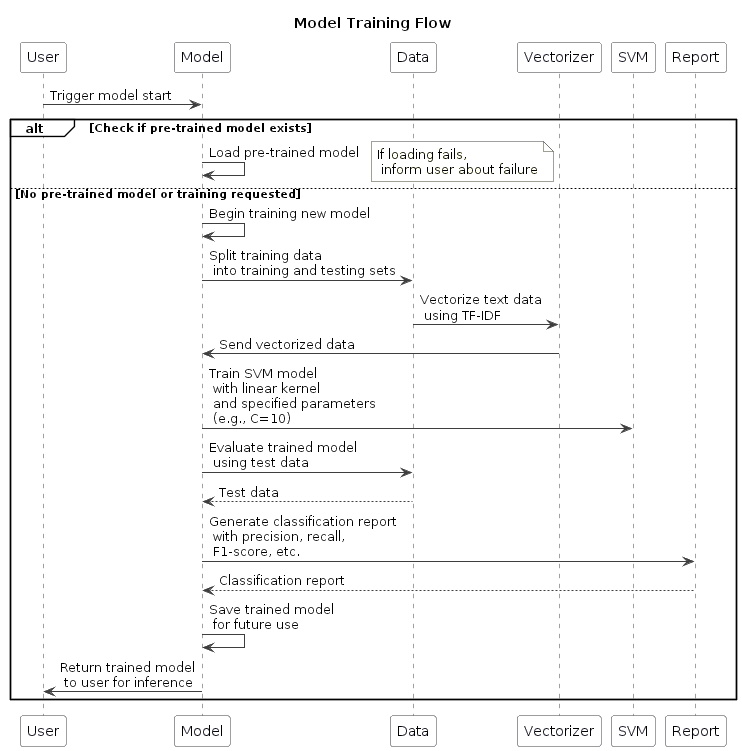 Model Training Flow
User Model Data Vectorizer SVM Report
Trigger model start
alt [Check if pre-trained model exists]
Load pre-trained model
If loading fails,
inform user about failure
[No pre-trained model or training requested]
Begin training new model
Split training data
into training and testing sets
Vectorize text data
using TF-IDF
Send vectorized data
Train SVM model
with linear kernel
and specified parameters
(e.g., C=10)
Evaluate trained model
using test data
Test data
Generate classification report
with precision, recall,
F1-score, etc.
Classification report
Save trained model
for future use
Return trained model
to user for inference
User Model Data Vectorizer SVM Report